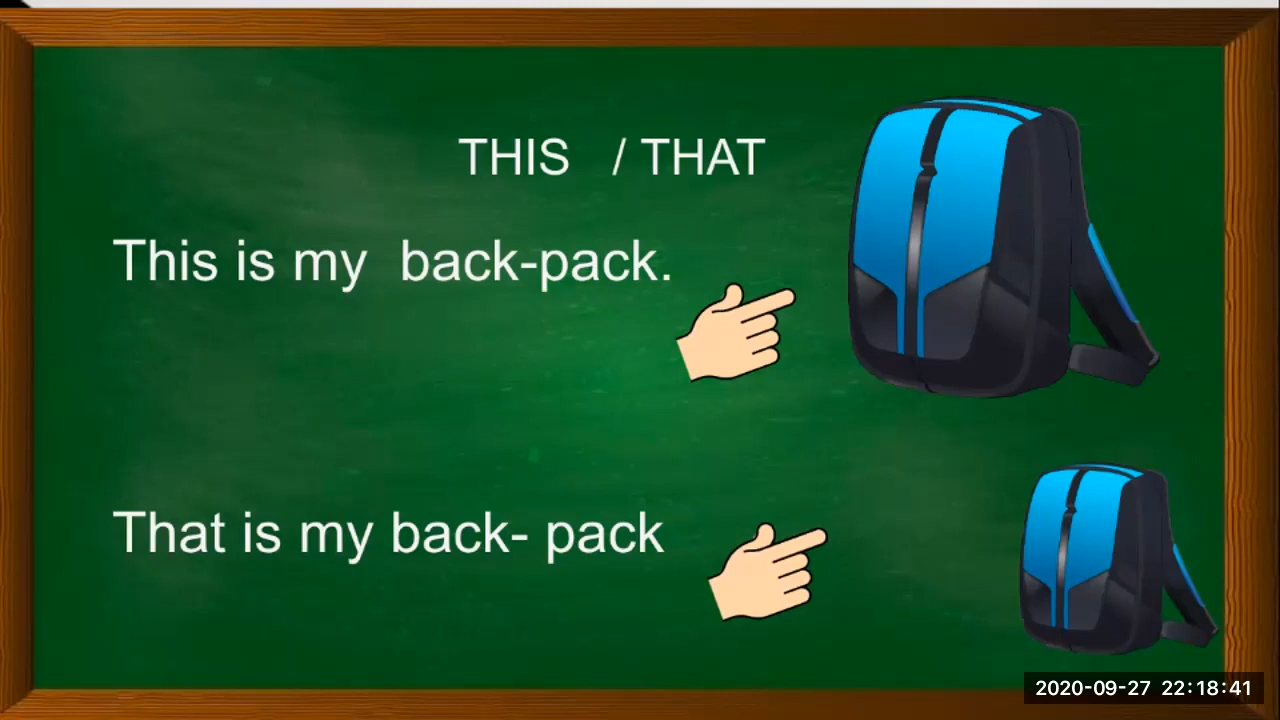 THIS / THAT
This is my back-pack.
That is my back- pack
2020-09-27 22:18:41